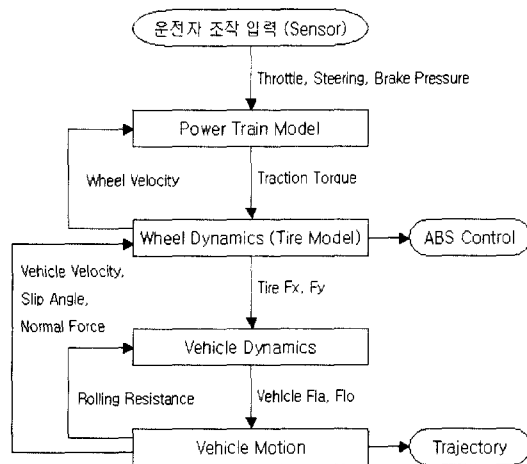 운전자 조작 입력 (Sensor)
Throttle, Steering, Brake Pressure
Power Train Model
Wheel Velocity
Traction Torque
Wheel Dynamics (Tire Model)
ABS Control
Vehicle Velocity,
Slip Angle,
Normal Force
Tire Fx, Fy
Vehicle Dynamics
Rolling Resistance
Vehicle Fla, Flo
Vehicle Motion
Trajectory